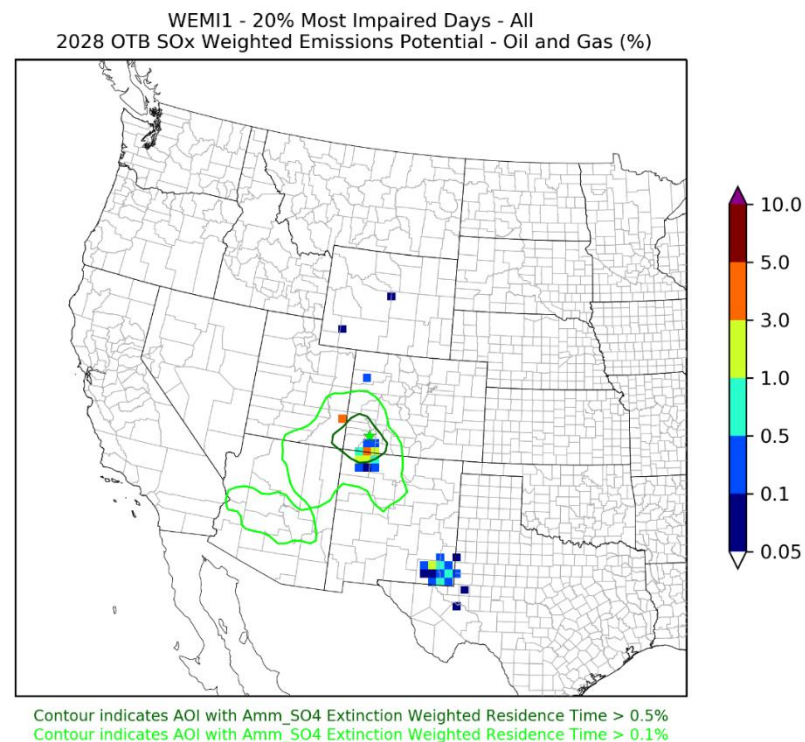 WEMI1 - 20% Most Impaired Days - All
2028 OTB SOx Weighted Emissions Potential - Oil and Gas (%)
10.0
5.0
3.0
1.0
0.5
0.1
0.05
Contour indicates AOI with Amm_SO4 Extinction Weighted Residence Time > 0.5%
Contour indicates AOI with Amm_SO4 Extinction Weighted Residence Time > 0.1%